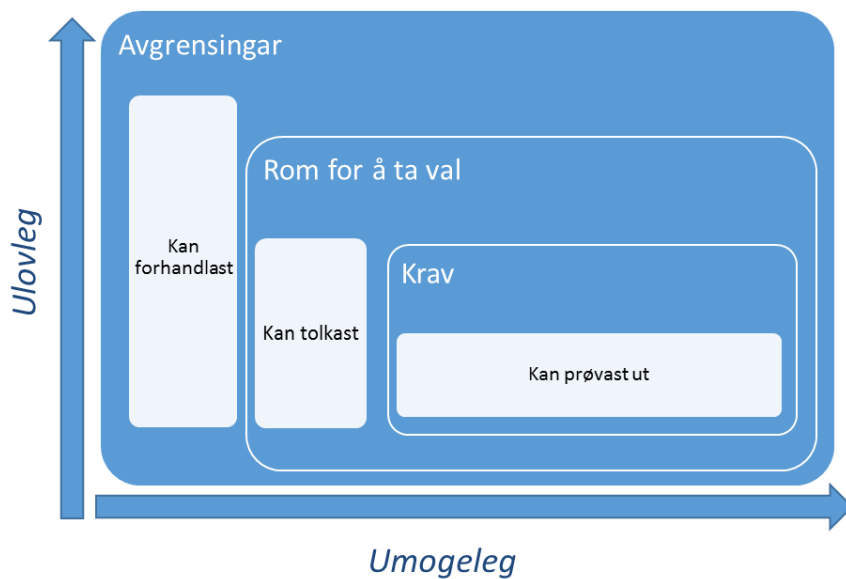 Avgrensingar
Rom for å ta val
Kan
forhandlast
Krav
Kan tolkast
Kan prøvast ut
Ulovleg
Umogeleg